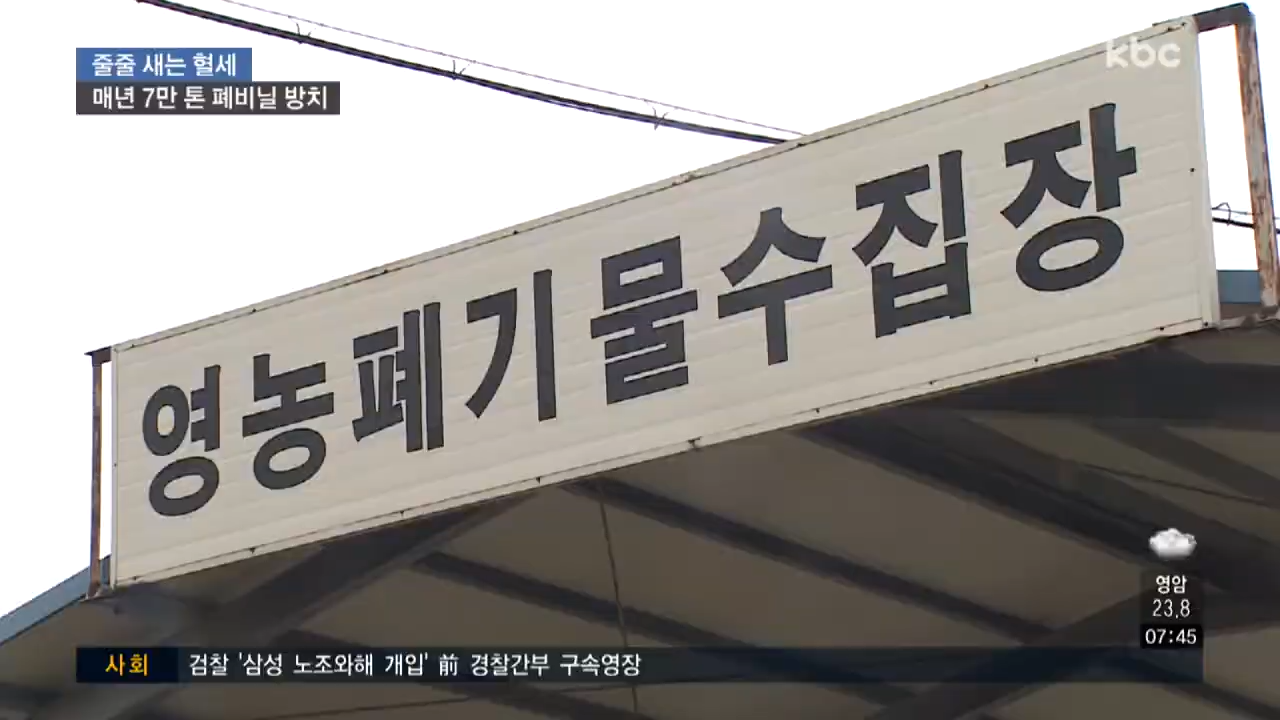 줄줄 새는 혈세
kbc
매년 7만 톤 폐비닐 방치
영농폐기물수집장
영암
23.8
07:45
사회 검찰 '삼성 노조와해 개입' 前 경찰간부 구속영장